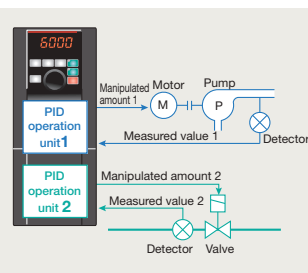 6000
Manipulated
amount 1
Motor
Pump
M
P
PID
operation
unit1
Measured value 1
Detector
PID
operation
unit 2
Manipulated amount 2
Measured value 2
Detector
Valve